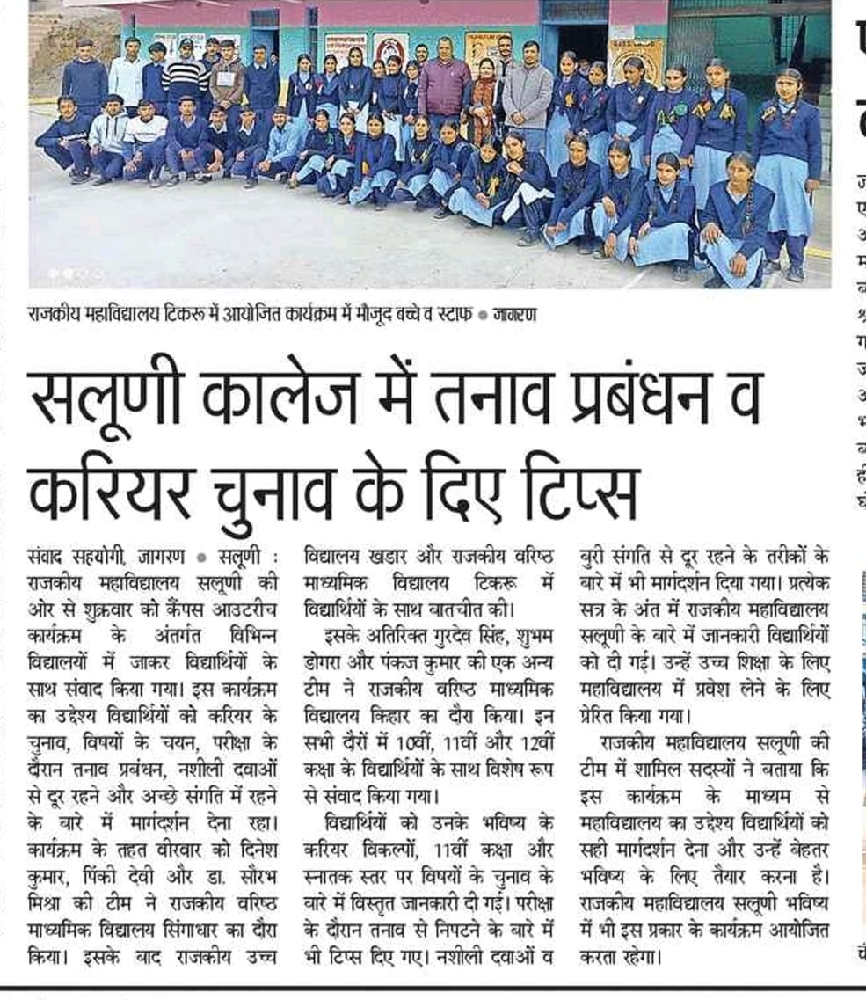 राजकीय महाविद्यालय टिकरू में आयोजित कार्यक्रम में मौजूद बच्चे व स्टाफ ● जागरण
सलूणी कालेज में तनाव प्रबंधन व
करियर चुनाव के दिए टिप्स
संवाद सहयोगी, जागरण ● सलूणी :
राजकीय महाविद्यालय सलूणी की
ओर से शुक्रवार को कैंपस आउटरीच
कार्यक्रम के अंतर्गत विभिन्न
विद्यालयों में जाकर विद्यार्थियों के
साथ संवाद किया गया। इस कार्यक्रम
का उद्देश्य विद्यार्थियों को करियर के
चुनाव, विषयों के चयन, परीक्षा के
दौरान तनाव प्रबंधन, नशीली दवाओं
से दूर रहने और अच्छे संगति में रहने
के बारे में मार्गदर्शन देना रहा।
कार्यक्रम के तहत वीरवार को दिनेश
कुमार, पिंकी देवी और डा. सौरभ
मिश्रा की टीम ने राजकीय वरिष्ठ
माध्यमिक विद्यालय सिंगाधार का दौरा
किया। इसके बाद राजकीय उच्च
विद्यालय खडार और राजकीय वरिष्ठ
माध्यमिक विद्यालय टिकरू में
विद्यार्थियों के साथ बातचीत की।
इसके अतिरिक्त गुरदेव सिंह, शुभम
डोगरा और पंकज कुमार की एक अन्य
टीम ने राजकीय वरिष्ठ माध्यमिक
विद्यालय किहार का दौरा किया। इन
सभी दौरों में 10वीं, 11वीं और 12वीं
कक्षा के विद्यार्थियों के साथ विशेष रूप
से संवाद किया गया।
विद्यार्थियों को उनके भविष्य के
करियर विकल्पों, 11वीं कक्षा और
स्नातक स्तर पर विषयों के चुनाव के
बारे में विस्तृत जानकारी दी गई। परीक्षा
के दौरान तनाव से निपटने के बारे में
भी टिप्स दिए गए। नशीली दवाओं व
बुरी संगति से दूर रहने के तरीकों के
बारे में भी मार्गदर्शन दिया गया। प्रत्येक
सत्र के अंत में राजकीय महाविद्यालय
सलूणी के बारे में जानकारी विद्यार्थियों
को दी गई। उन्हें उच्च शिक्षा के लिए
महाविद्यालय में प्रवेश लेने के लिए
प्रेरित किया गया।
राजकीय महाविद्यालय सलूणी की
टीम में शामिल सदस्यों ने बताया कि
इस कार्यक्रम के माध्यम से
महाविद्यालय का उद्देश्य विद्यार्थियों को
सही मार्गदर्शन देना और उन्हें बेहतर
भविष्य के लिए तैयार करना है।
राजकीय महाविद्यालय सलूणी भविष्य
में भी इस प्रकार के कार्यक्रम आयोजित
करता रहेगा।